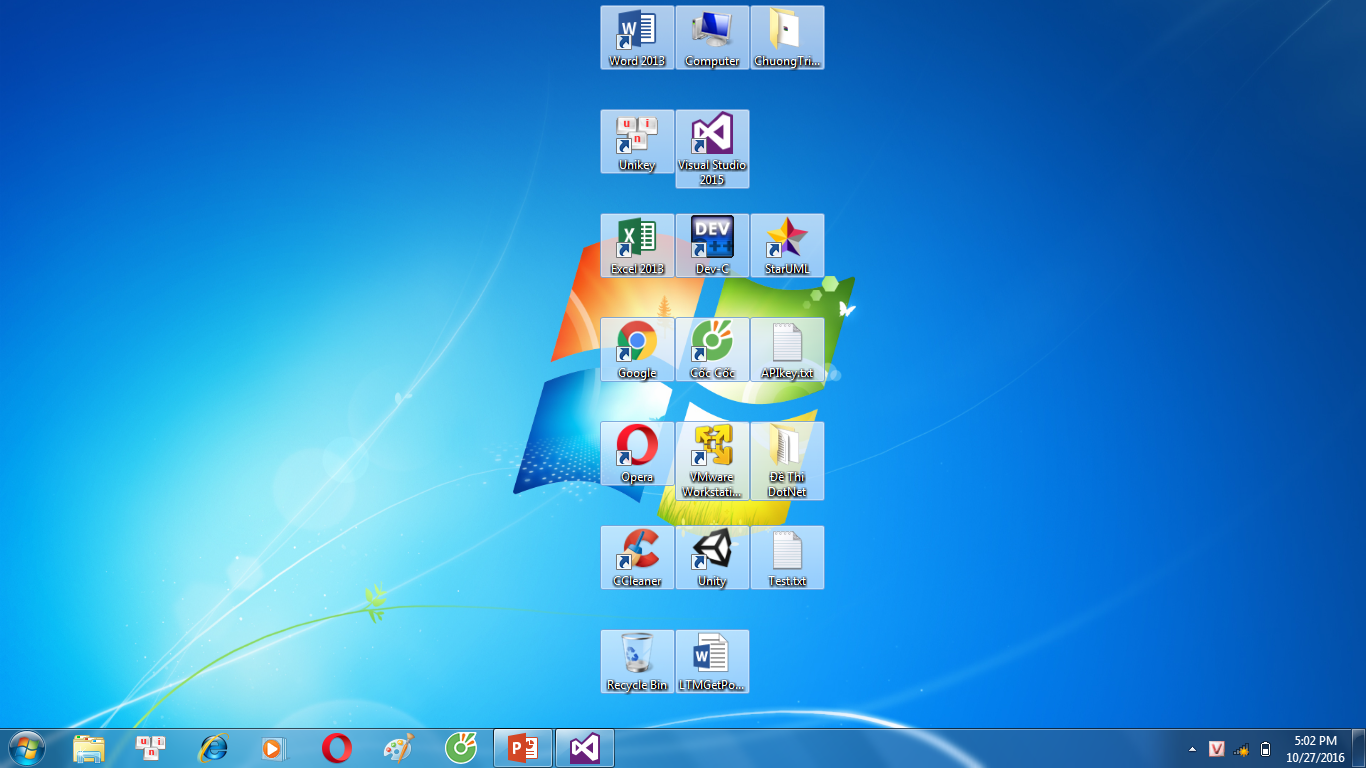 Word 2013
Computer
ChuongTri...
u i n
Unikey
Visual Studio
2015
Excel 2013
DEV
++
Dev-C
StarUML
Google
Cốc Cốc
APIkey.txt
Opera
VMware
Workstati...
Đề Thi
DotNet
CCleaner
Unity
Test.txt
Recycle Bin
LTMGetPo...
u i n
V
5:02 PM
10/27/2016